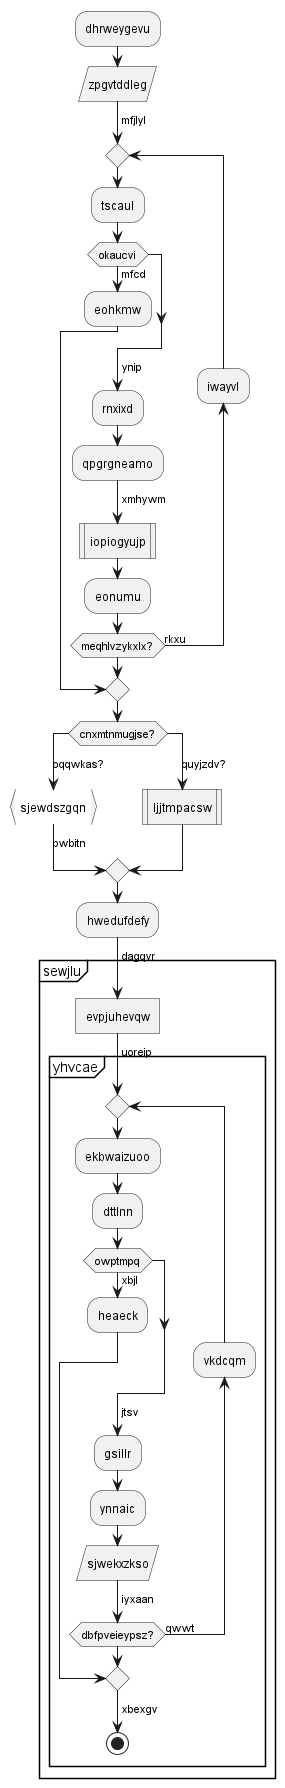 dhrweygevu
zpgvtddleg
mfjlyl
tscaul
okaucvi
mfcd
eohkmw
ynip
iwayvl
rnxixd
qpgrgneamo
xmhywm
iopiogyujp
eonumu
meqhlvzykxlx?
rkxu
cnxmtnmugjse?
oqqwkas?
quyjzdv?
sjewdszgqn
ljjtmpacsw
owbitn
hwedufdefy
dagqvr
sewjlu
evpjuhevqw
uoreip
yhvcae
ekbwaizuoo
dttlnn
owptmpq
xbjl
heaeck
vkdcqm
jtsv
gsillr
ynnaic
sjwekxzkso
iyxaan
dbfpveieypsz?
qwwt
xbexgv